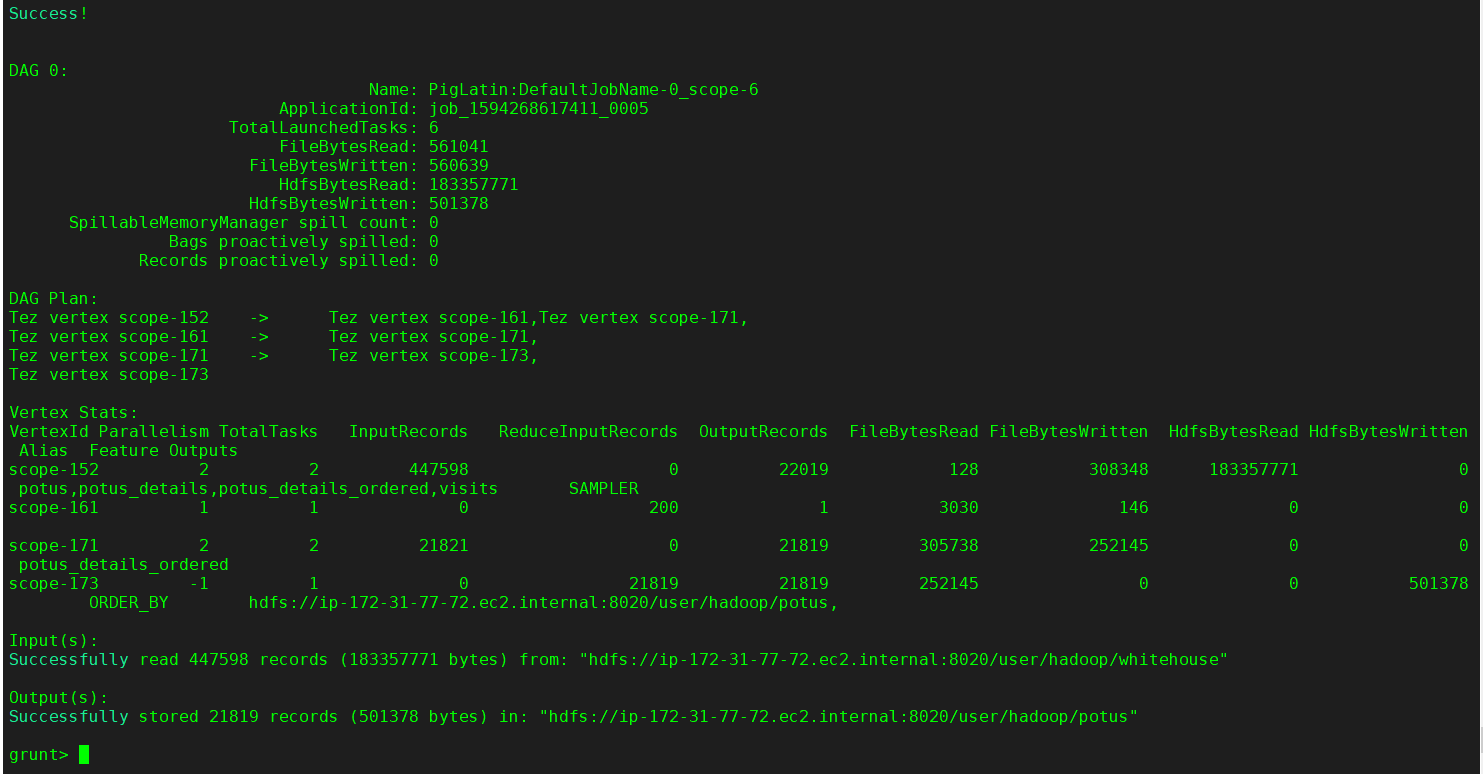 Success!
DAG 0:
Name: PigLatin:DefaultJobName-0_scope-6
ApplicationId: job_1594268617411_0005
TotalLaunchedTasks: 6
FileBytesRead: 561041
FileBytesWritten: 560639
HdfsBytesRead: 183357771
HdfsBytesWritten: 501378
SpillableMemoryManager spill count: 0
Bags proactively spilled: 0
Records proactively spilled: 0
DAG Plan:
Tez vertex scope-152    ->      Tez vertex scope-161,Tez vertex scope-171,
Tez vertex scope-161    ->      Tez vertex scope-171,
Tez vertex scope-171    ->      Tez vertex scope-173,
Tez vertex scope-173
Vertex Stats:
VertexId Parallelism TotalTasks   InputRecords   ReduceInputRecords  OutputRecords  FileBytesRead FileBytesWritten  HdfsBytesRead HdfsBytesWritten
Alias  Feature Outputs
scope-152          2          2         447598                    0          22019            128           308348      183357771                0
potus,potus_details,potus_details_ordered,visits       SAMPLER
scope-161          1          1              0                  200              1           3030              146              0                0
scope-171          2          2          21821                    0          21819         305738           252145              0                0
potus_details_ordered
scope-173         -1          1              0                21819          21819         252145                0              0           501378
ORDER_BY        hdfs://ip-172-31-77-72.ec2.internal:8020/user/hadoop/potus,
Input(s):
Successfully read 447598 records (183357771 bytes) from: "hdfs://ip-172-31-77-72.ec2.internal:8020/user/hadoop/whitehouse"
Output(s):
Successfully stored 21819 records (501378 bytes) in: "hdfs://ip-172-31-77-72.ec2.internal:8020/user/hadoop/potus"
grunt>